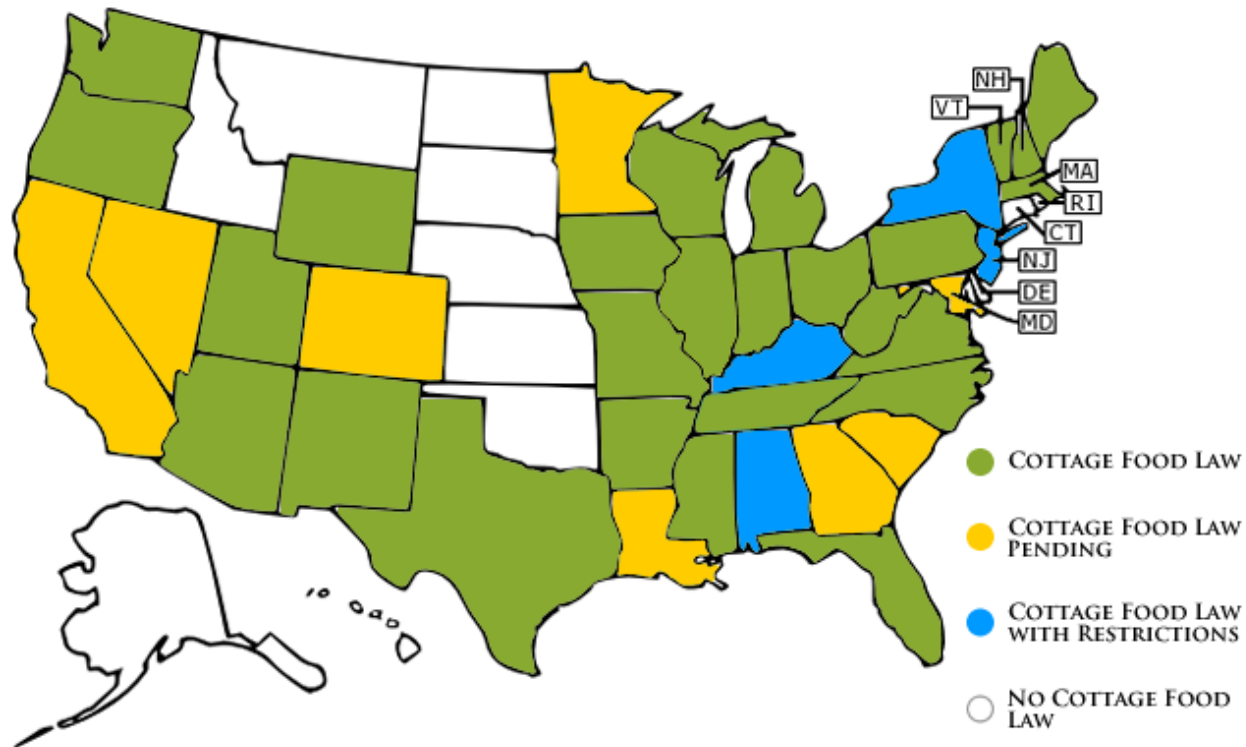 NH
VT
MA
RI
CT
NJ
DE
MD
Cottage Food Law
Cottage Food Law
Pending
Cottage Food Law
with Restrictions
No Cottage Food
Law